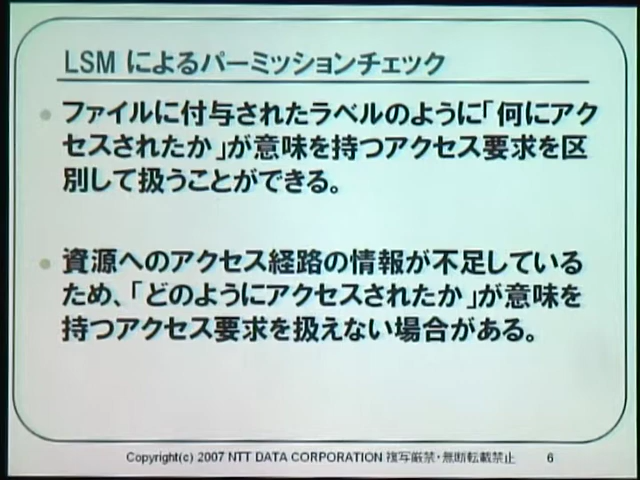 LSM によるパーミッションチェック
ファイルに付与されたラベルのように「何にアク
セスされたか」が意味を持つアクセス要求を区
別して扱うことができる。
資源へのアクセス経路の情報が不足している
ため、「どのようにアクセスされたか」が意味を
持つアクセス要求を扱えない場合がある。
Copyright(c) 2007 NTT DATA CORPORATION 複写厳禁・無断転載禁止 6